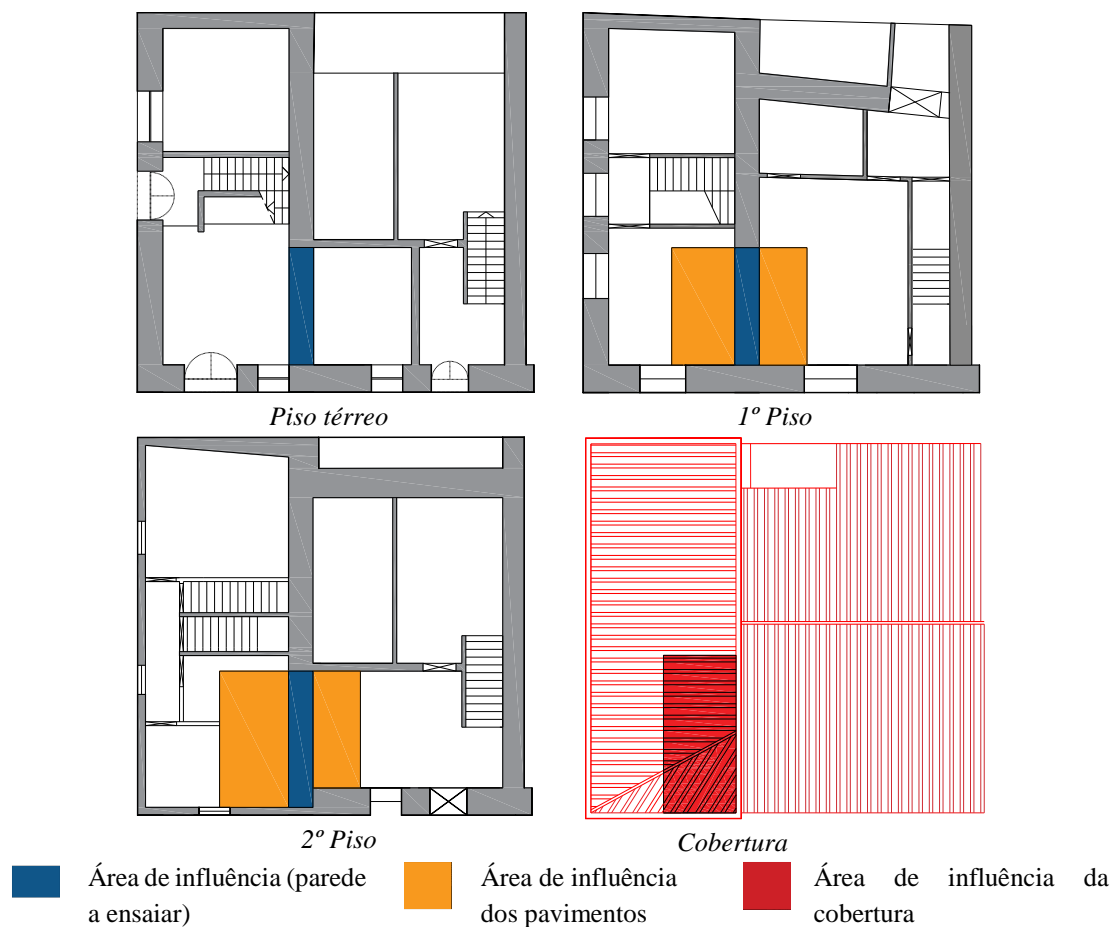 Piso térreo
1º Piso
2º Piso
Cobertura
Área de influência (parede
a ensaiar)
Área de influência
dos pavimentos
Área de influência da
cobertura